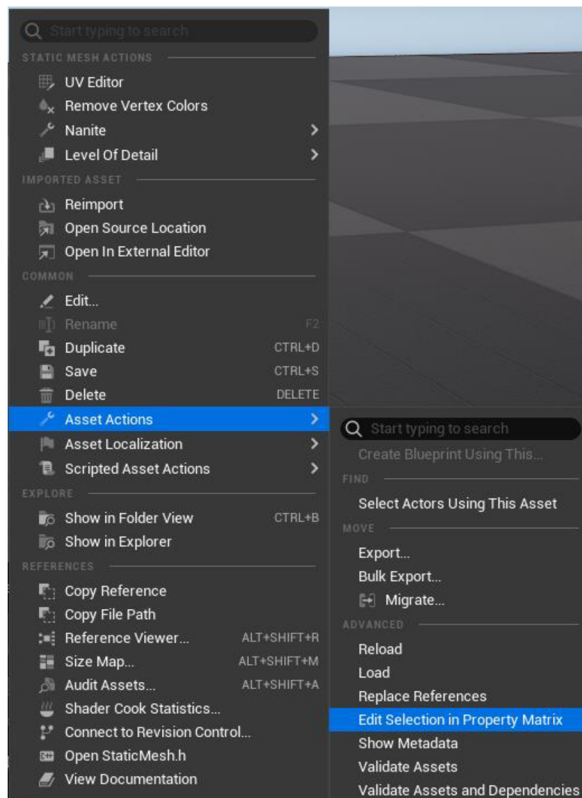 Start typing to search
STATIC MESH ACTIONS
UV Editor
Remove Vertex Colors
Nanite
Level Of Detail
IMPORTED ASSET
Reimport
Open Source Location
Open In External Editor
COMMON
Edit...
Rename F2
Duplicate CTRL+D
Save CTRL+S
Delete DELETE
Asset Actions
Asset Localization
Scripted Asset Actions
EXPLORE
Show in Folder View CTRL+B
Show in Explorer
REFERENCES
Copy Reference
Copy File Path
Reference Viewer... ALT+SHIFT+R
Size Map... ALT+SHIFT+M
Audit Assets... ALT+SHIFT+A
Shader Cook Statistics...
Connect to Revision Control...
Open StaticMesh.h
View Documentation
Start typing to search
Create Blueprint Using This...
FIND
Select Actors Using This Asset
MOVE
Export...
Bulk Export...
Migrate...
ADVANCED
Reload
Load
Replace References
Edit Selection in Property Matrix
Show Metadata
Validate Assets
Validate Assets and Dependencies